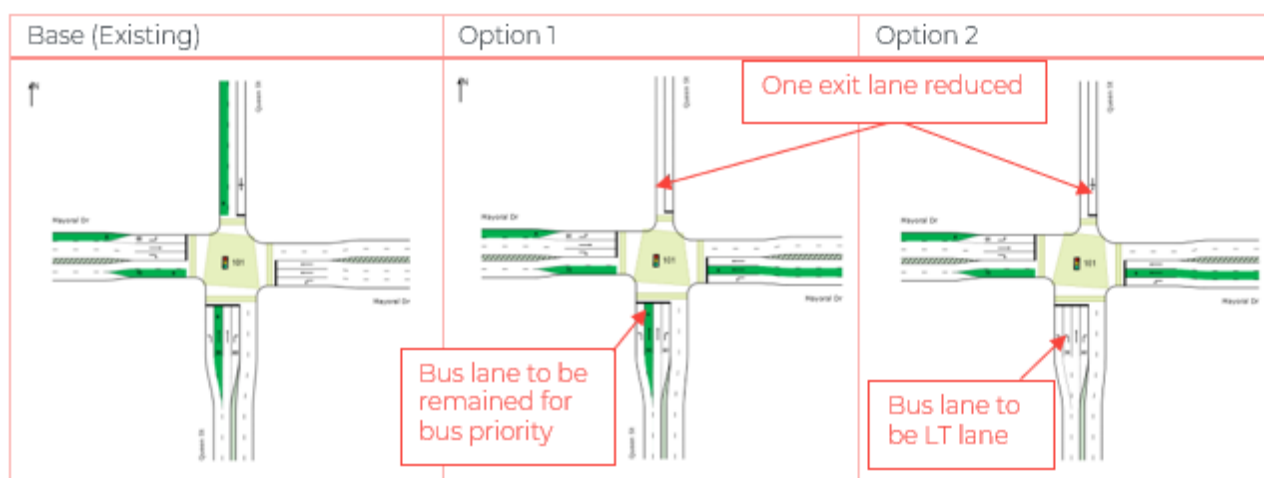 Base (Existing)
Option 1
Option 2
One exit lane reduced
N
Queen St
Mayoral Dr
101
Mayoral Dr
Queen St
Bus lane to be
remained for
bus priority
N
Queen St
Mayoral Dr
101
Mayoral Dr
Queen St
Bus lane to
be LT lane
Queen St
Mayoral Dr
101
Mayoral Dr